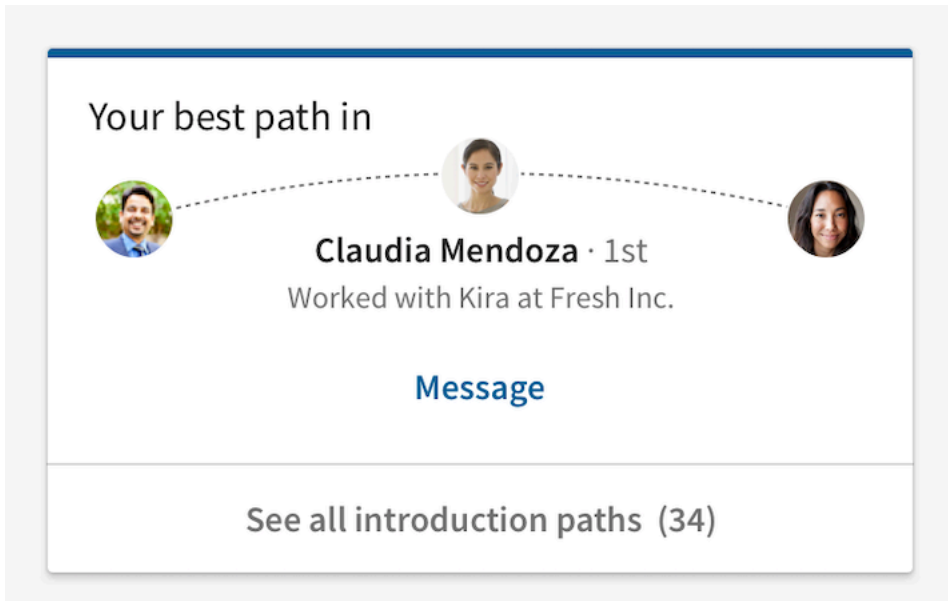 Your best path in
Claudia Mendoza · 1st
Worked with Kira at Fresh Inc.
Message
See all introduction paths (34)